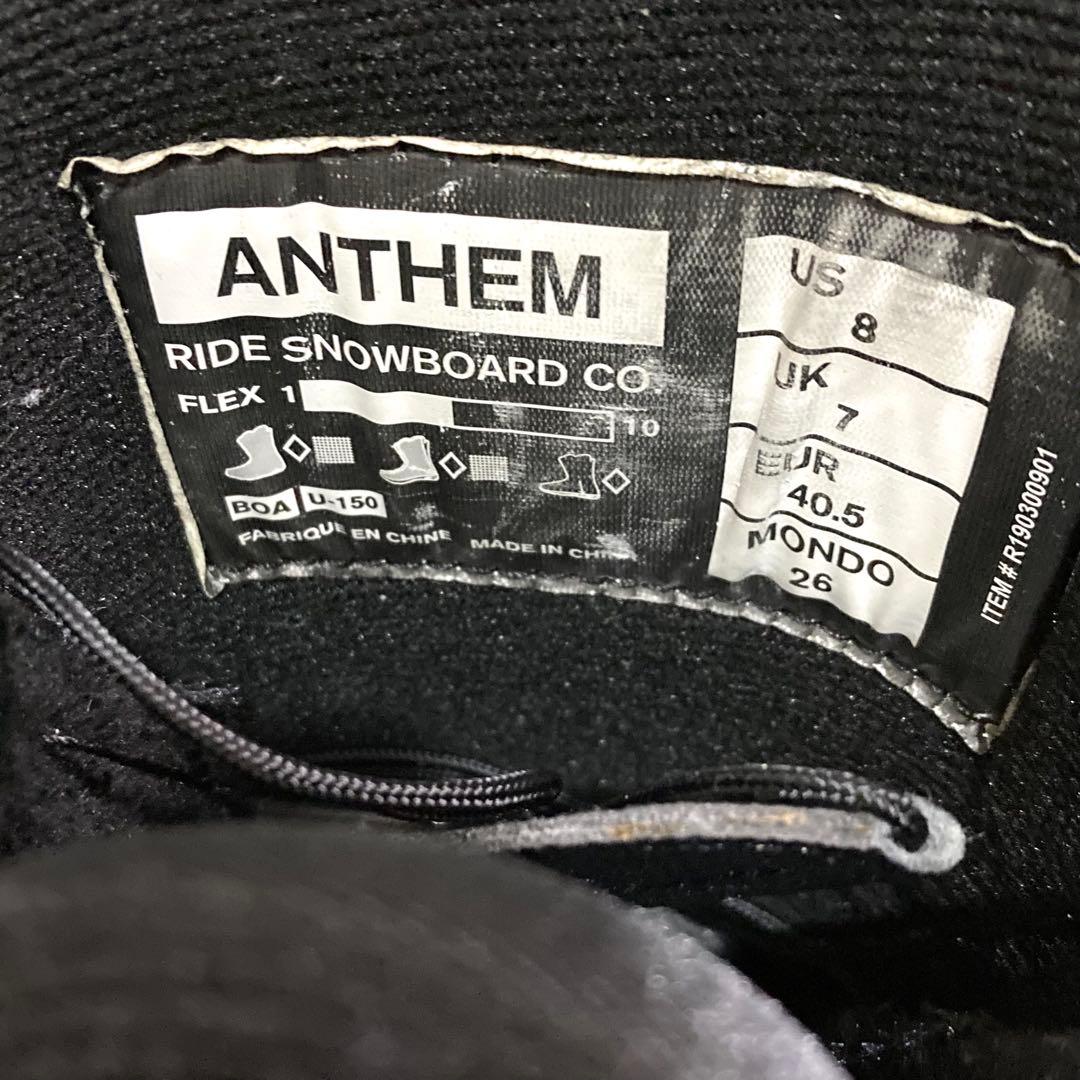 ANTHEM
RIDE SNOWBOARD CO.
FLEX 1 10
BOA U-150
FABRIQUE EN CHINE MADE IN CHINA
US
8
UK
7
EUR
40.5
MONDO
26
ITEM # R190300901